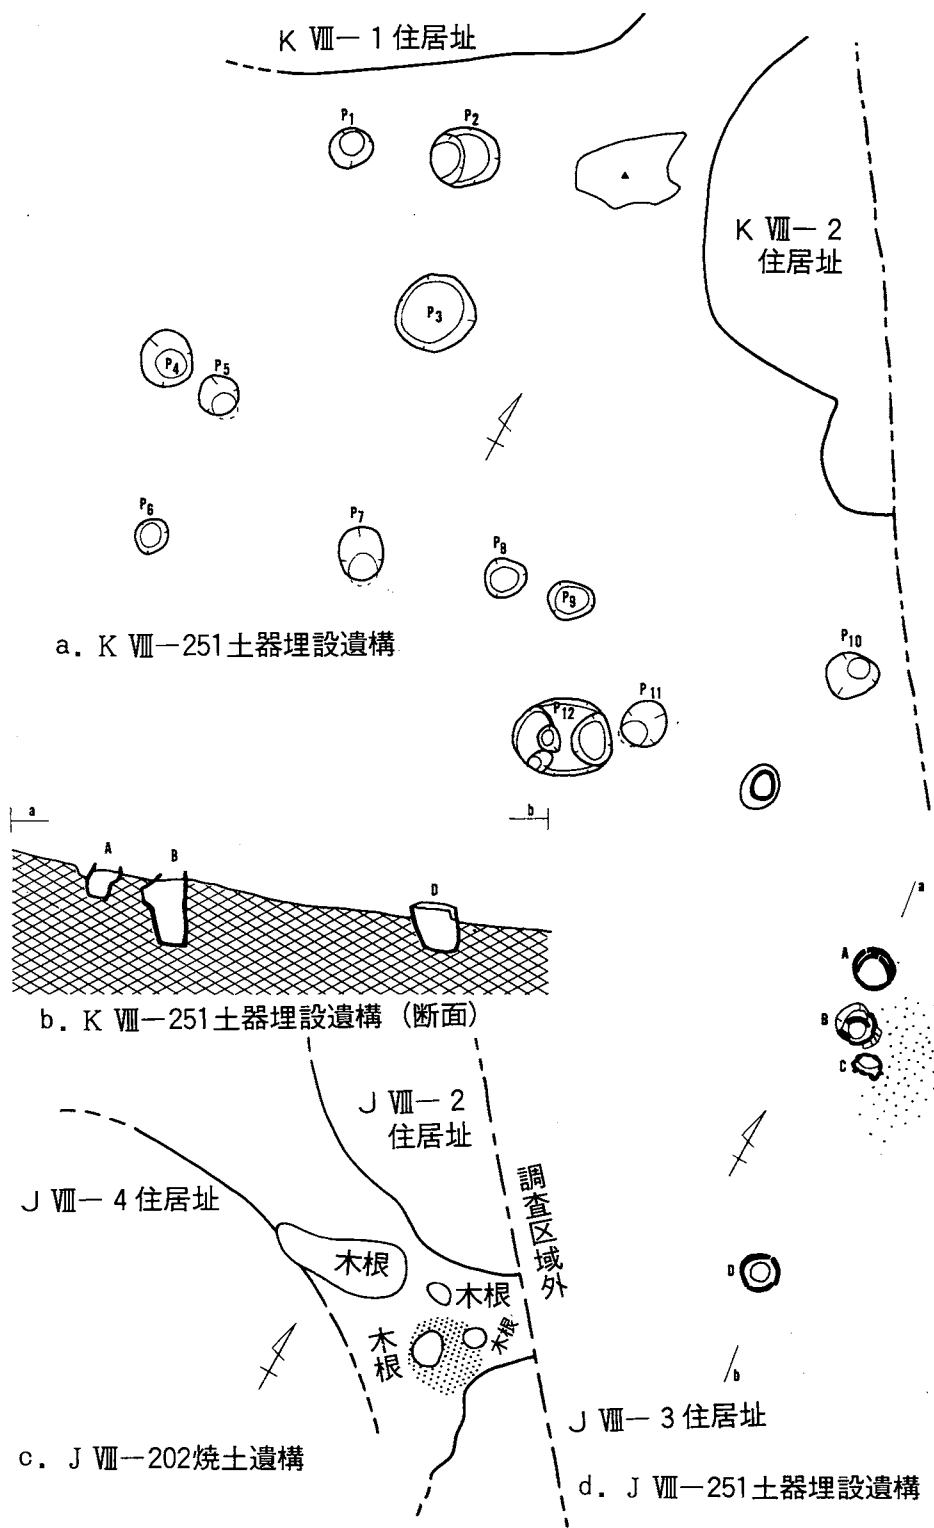 K Ⅷ－1住居址
P1
P2
K Ⅷ－2
住居址
P3
P4
P5
P6
P7
P8
P9
P10
P11
P12
a．K Ⅷ－251土器埋設遺構
a
b
A
B
D
b．K Ⅷ－251土器埋設遺構（断面）
a
A
B
C
D
b
J Ⅷ－2
住居址
J Ⅷ－4住居址
調査区域外
木根
木根
木根
木根
J Ⅷ－3住居址
c．J Ⅷ－202焼土遺構
d．J Ⅷ－251土器埋設遺構